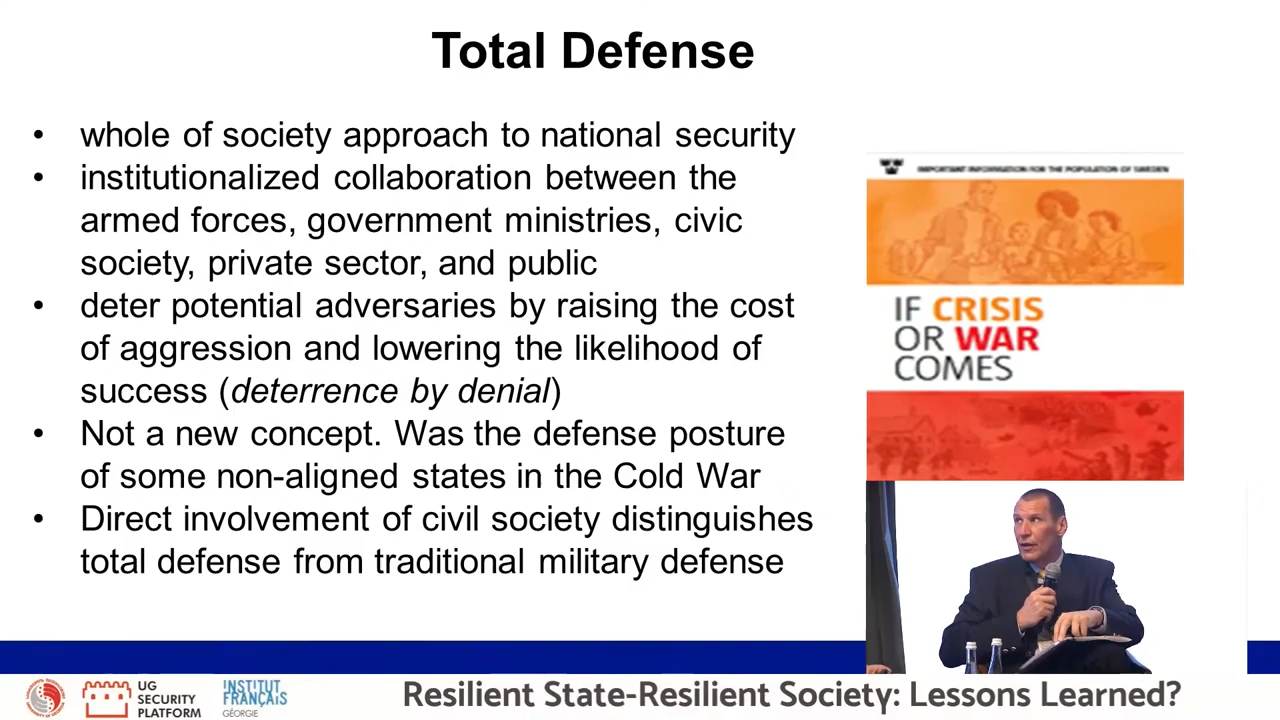 Total Defense
• whole of society approach to national security
• institutionalized collaboration between the
armed forces, government ministries, civic
society, private sector, and public
• deter potential adversaries by raising the cost
of aggression and lowering the likelihood of
success (deterrence by denial)
• Not a new concept. Was the defense posture
of some non-aligned states in the Cold War
• Direct involvement of civil society distinguishes
total defense from traditional military defense
IMPORTANT INFORMATION FOR THE POPULATION OF SWEDEN
IF CRISIS
OR WAR
COMES
UG
SECURITY
PLATFORM
INSTITUT
FRANÇAIS
GÉORGIE
Resilient State-Resilient Society: Lessons Learned?